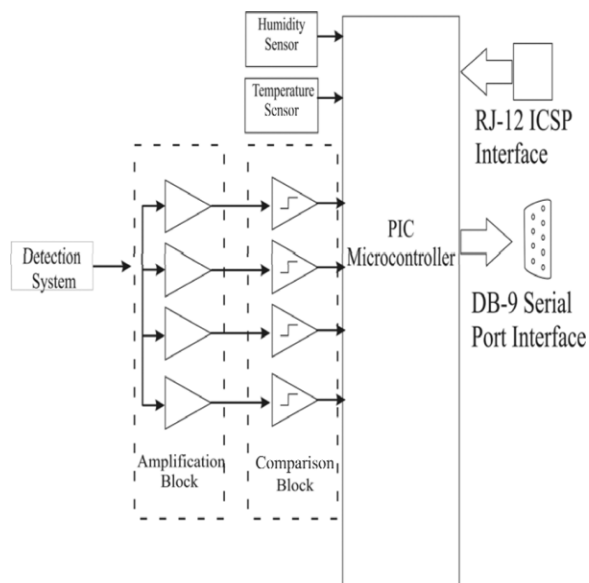 Humidity
Sensor
Temperature
Scnsor
RJ-12 ICSP
Interface
PIC
Microcontroller
Detection
System
DB-9 Serial
Port Interface
Amplification
Block
Comparison
Block